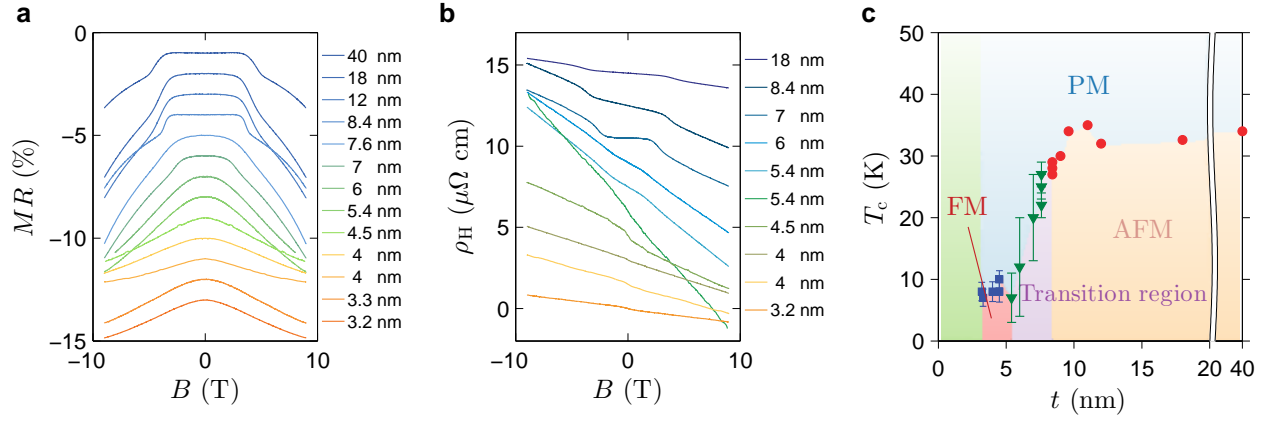 a
MR (%)
0
−5
−10
−15
−10
0
10
B (T)
40 nm
18 nm
12 nm
8.4 nm
7.6 nm
7 nm
6 nm
5.4 nm
4.5 nm
4 nm
4 nm
3.3 nm
3.2 nm
b
ρH (μΩ cm)
15
10
5
0
−10
0
10
B (T)
18 nm
8.4 nm
7 nm
6 nm
5.4 nm
5.4 nm
4.5 nm
4 nm
4 nm
3.2 nm
c
Tc (K)
50
40
30
20
10
0
PM
FM
AFM
Transition region
0
5
10
15
20
40
t (nm)